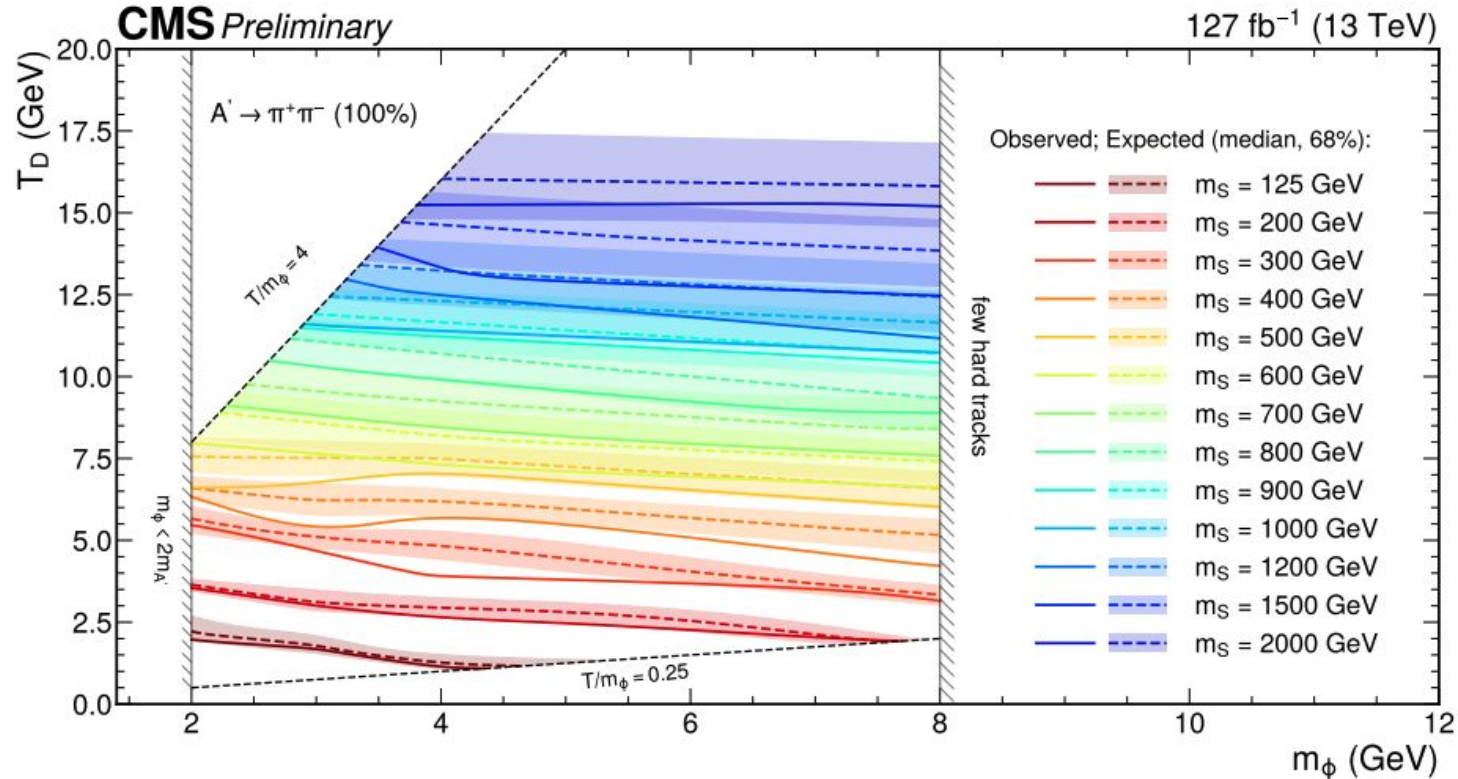 CMS Preliminary
127 fb⁻¹ (13 TeV)
T_D (GeV)
20.0
17.5
15.0
12.5
10.0
7.5
5.0
2.5
0.0
A' → π⁺π⁻ (100%)
T/m_ϕ = 4
m_ϕ < 2m_A'
T/m_ϕ = 0.25
few hard tracks
Observed; Expected (median, 68%):
m_S = 125 GeV
m_S = 200 GeV
m_S = 300 GeV
m_S = 400 GeV
m_S = 500 GeV
m_S = 600 GeV
m_S = 700 GeV
m_S = 800 GeV
m_S = 900 GeV
m_S = 1000 GeV
m_S = 1200 GeV
m_S = 1500 GeV
m_S = 2000 GeV
2 4 6 8 10 12
m_ϕ (GeV)